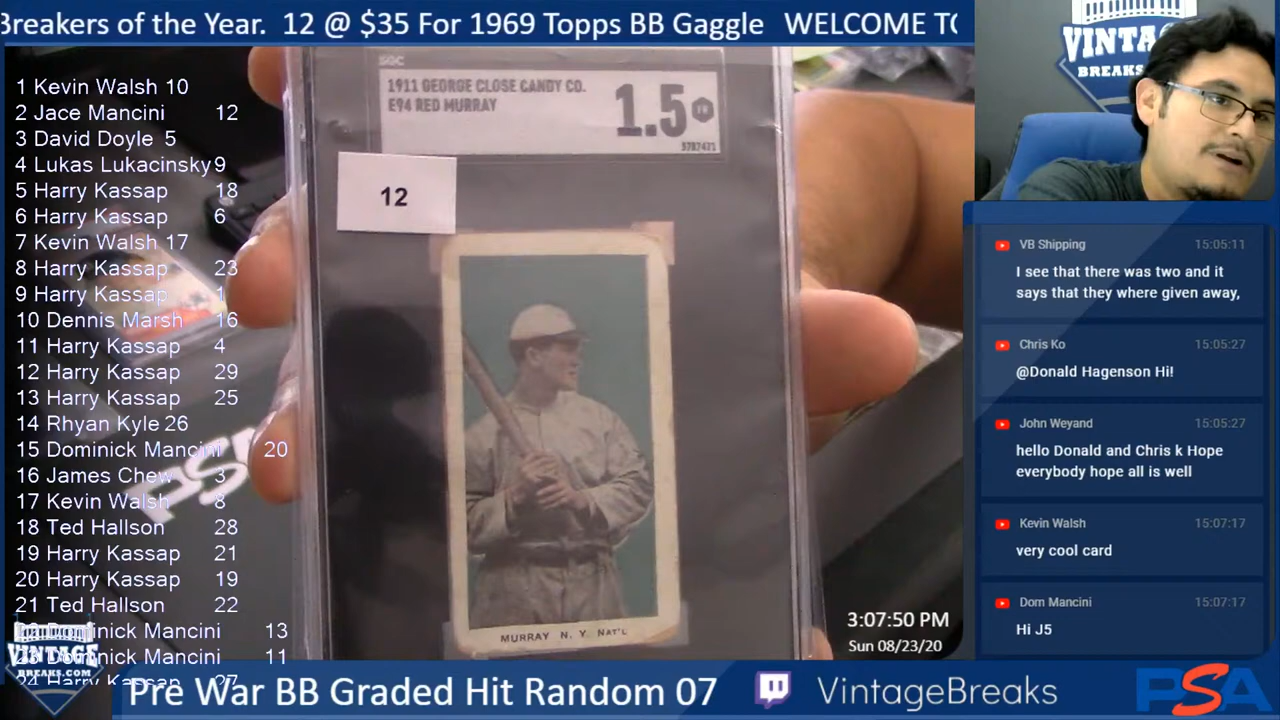 Breakers of the Year.  12 @ $35 For 1969 Topps BB Gaggle   WELCOME TO
VINTAGE
BREAKS
1 Kevin Walsh 10
2 Jace Mancini 12
3 David Doyle 5
4 Lukas Lukacinsky 9
5 Harry Kassap 18
6 Harry Kassap 6
7 Kevin Walsh 17
8 Harry Kassap 23
9 Harry Kassap 1
10 Dennis Marsh 16
11 Harry Kassap 4
12 Harry Kassap 29
13 Harry Kassap 25
14 Rhyan Kyle 26
15 Dominick Mancini 20
16 James Chew 3
17 Kevin Walsh 8
18 Ted Hallson 28
19 Harry Kassap 21
20 Harry Kassap 19
21 Ted Hallson 22
Dominick Mancini 13
Dominick Mancini 11
24 Harry Kassap 27
VINTAGE
BREAKS.COM
SGC
1911 GEORGE CLOSE CANDY CO.
E94 RED MURRAY
1.5
12
MURRAY N. Y. NAT'L
VB Shipping 15:05:11
I see that there was two and it
says that they where given away,
Chris Ko 15:05:27
@Donald Hagenson Hi!
John Weyand 15:05:27
hello Donald and Chris k Hope
everybody hope all is well
Kevin Walsh 15:07:17
very cool card
Dom Mancini 15:07:17
Hi J5
3:07:50 PM
Sun 08/23/20
Pre War BB Graded Hit Random 07
VintageBreaks
PSA